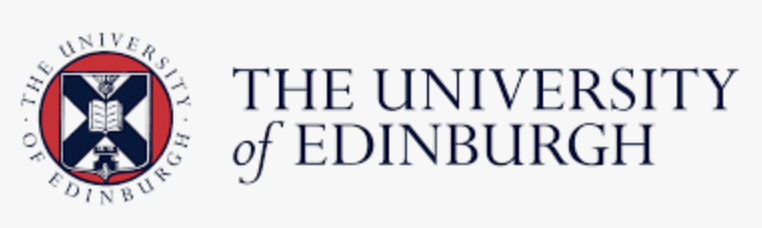 THE UNIVERSITY
OF EDINBURGH
THE UNIVERSITY
of EDINBURGH